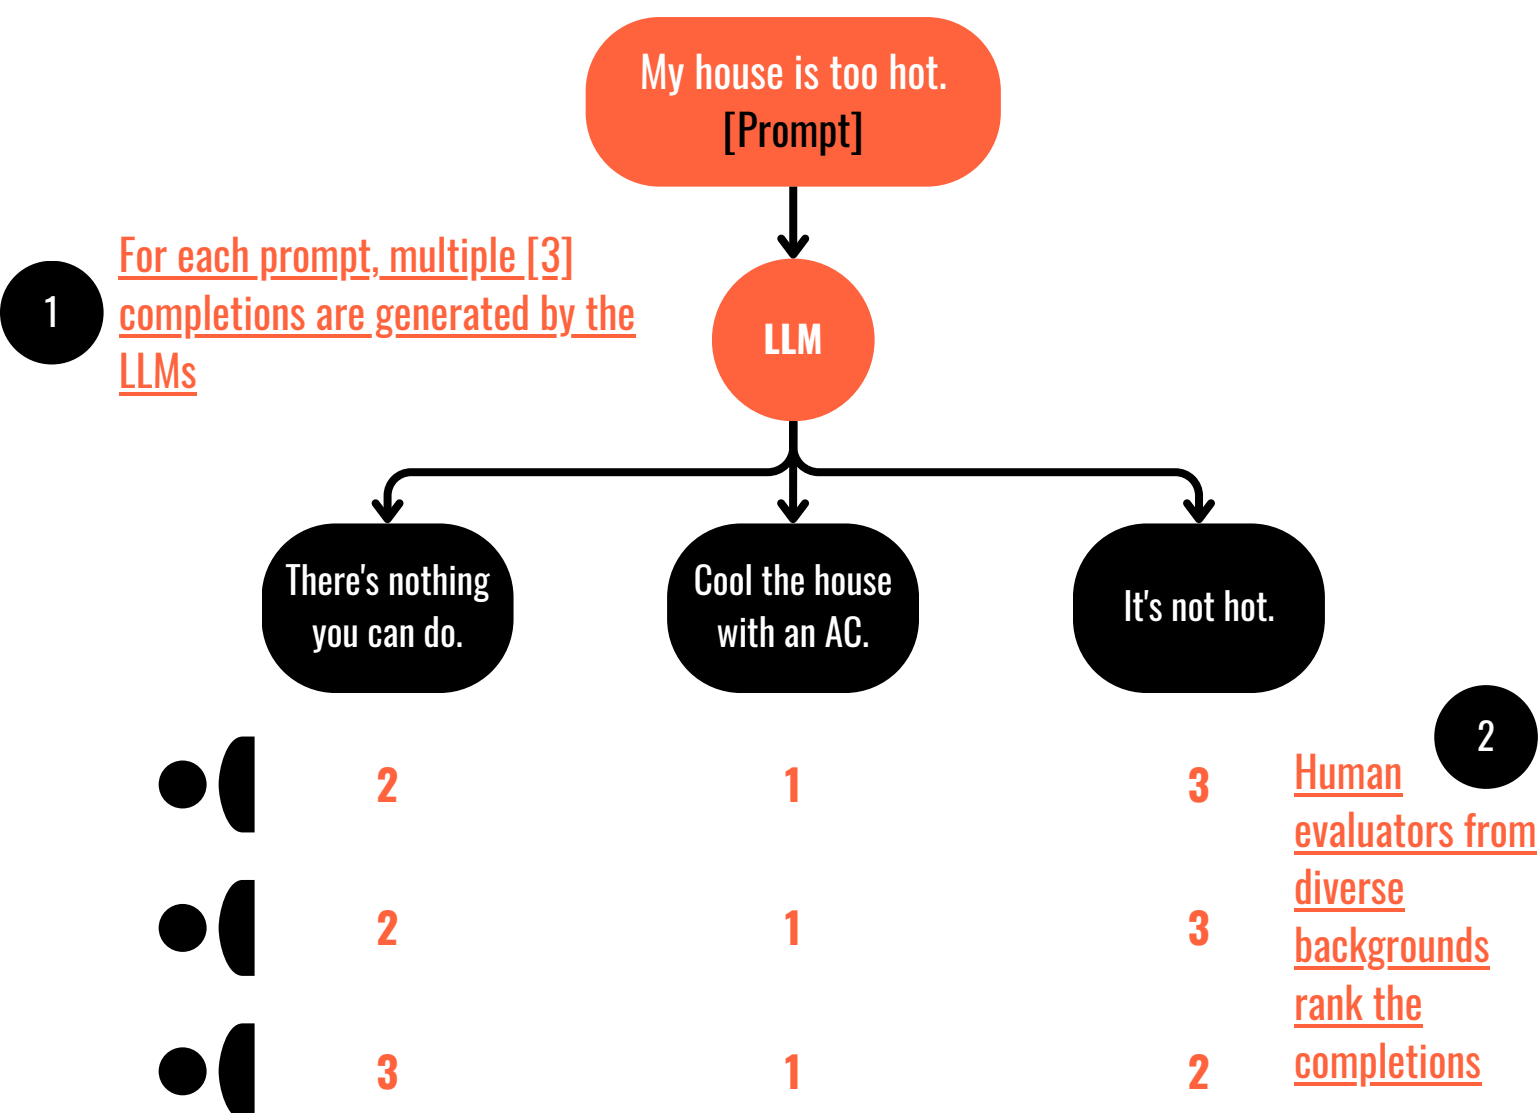 My house is too hot.
[Prompt]
1
For each prompt, multiple [3]
completions are generated by the
LLMs
LLM
There's nothing
you can do.
Cool the house
with an AC.
It's not hot.
2
Human
evaluators from
diverse
backgrounds
rank the
completions
2 1 3
2 1 3
3 1 2